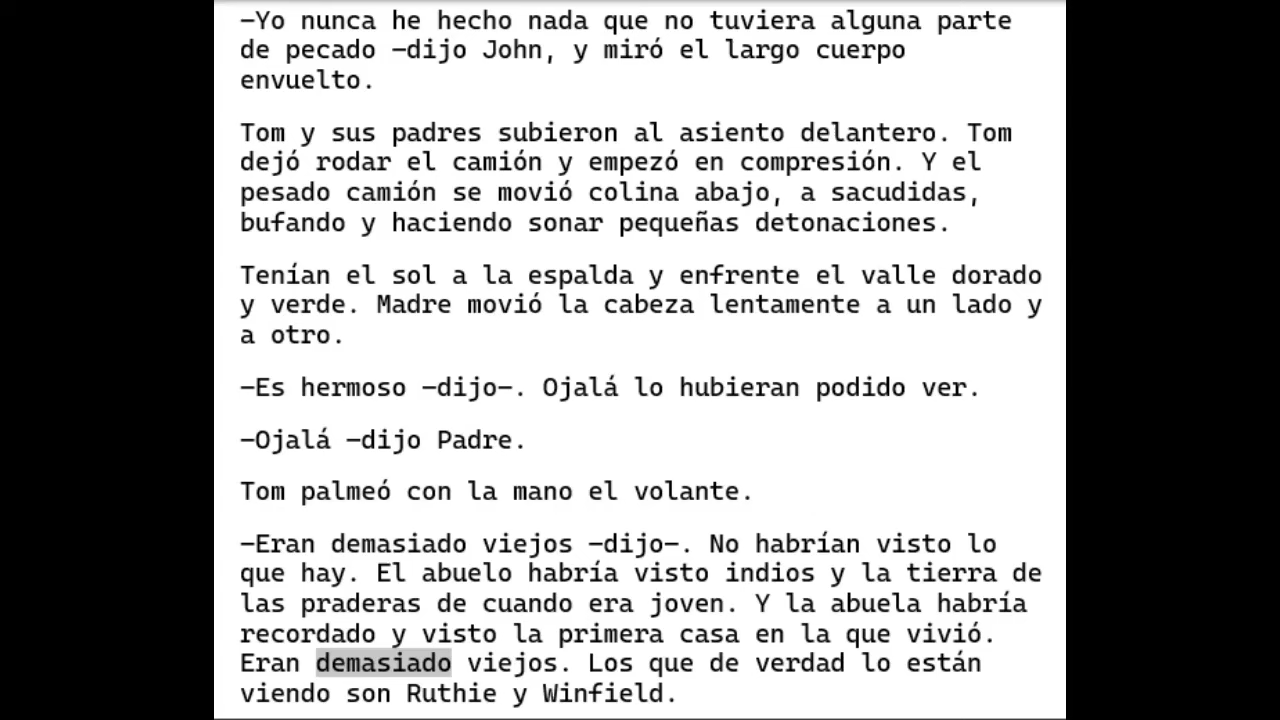 —Yo nunca he hecho nada que no tuviera alguna parte
de pecado —dijo John, y miró el largo cuerpo
envuelto.
Tom y sus padres subieron al asiento delantero. Tom
dejó rodar el camión y empezó en compresión. Y el
pesado camión se movió colina abajo, a sacudidas,
bufando y haciendo sonar pequeñas detonaciones.
Tenían el sol a la espalda y enfrente el valle dorado
y verde. Madre movió la cabeza lentamente a un lado y
a otro.
—Es hermoso —dijo—. Ojalá lo hubieran podido ver.
—Ojalá —dijo Padre.
Tom palmeó con la mano el volante.
—Eran demasiado viejos —dijo—. No habrían visto lo
que hay. El abuelo habría visto indios y la tierra de
las praderas de cuando era joven. Y la abuela habría
recordado y visto la primera casa en la que vivió.
Eran demasiado viejos. Los que de verdad lo están
viendo son Ruthie y Winfield.